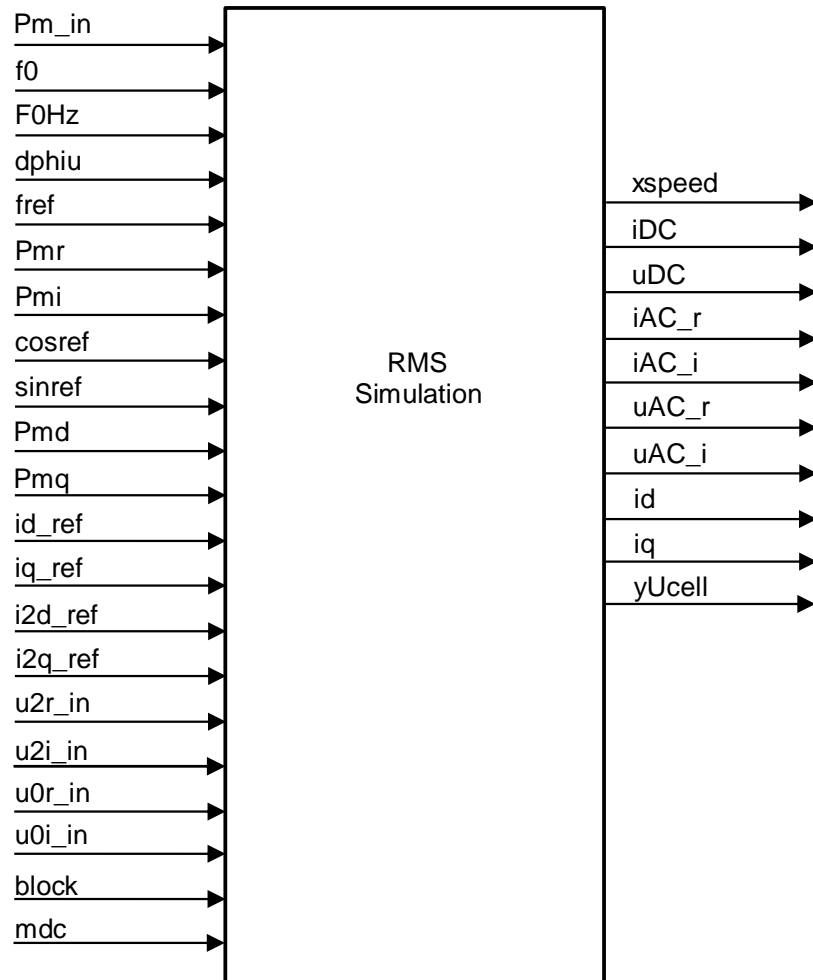 Pm_in
f0
F0Hz
dphiu
fref
Pmr
Pmi
cosref
sinref
Pmd
Pmq
id_ref
iq_ref
i2d_ref
i2q_ref
u2r_in
u2i_in
u0r_in
u0i_in
block
mdc
RMS
Simulation
xspeed
iDC
uDC
iAC_r
iAC_i
uAC_r
uAC_i
id
iq
yUcell